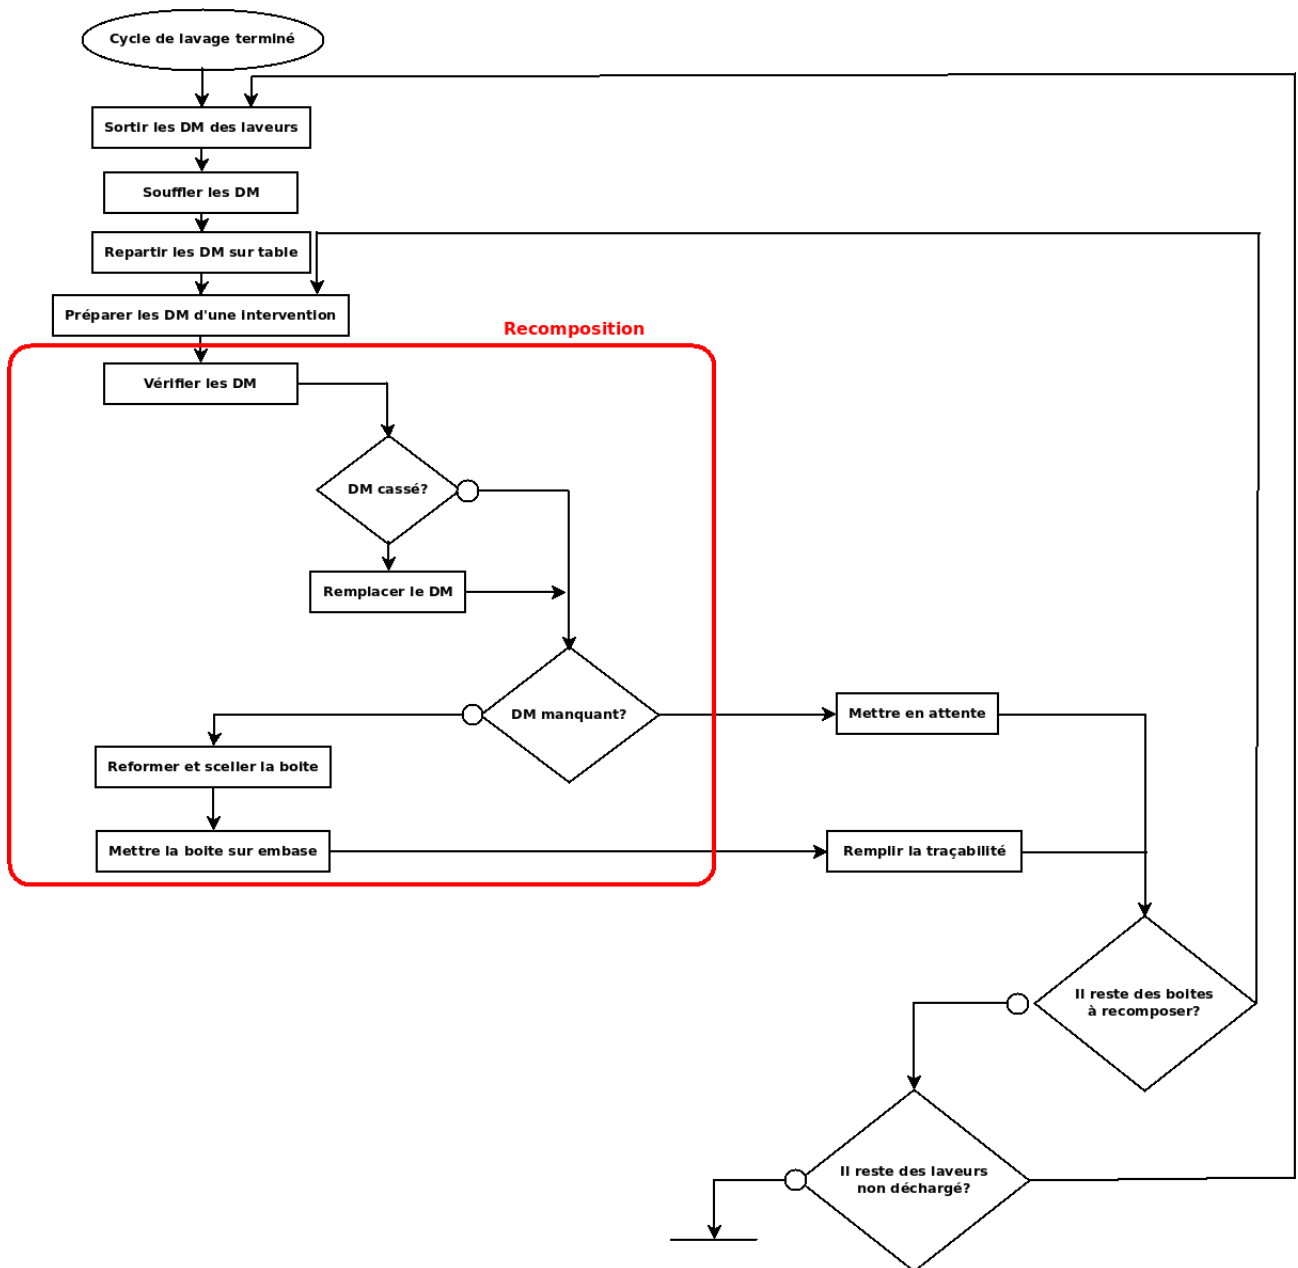 Cycle de lavage terminé
Sortir les DM des laveurs
Souffler les DM
Repartir les DM sur table
Préparer les DM d'une intervention
Recomposition
Vérifier les DM
DM cassé?
Remplacer le DM
DM manquant?
Mettre en attente
Reformer et sceller la boite
Mettre la boite sur embase
Remplir la traçabilité
Il reste des boites
à recomposer?
Il reste des laveurs
non déchargé?